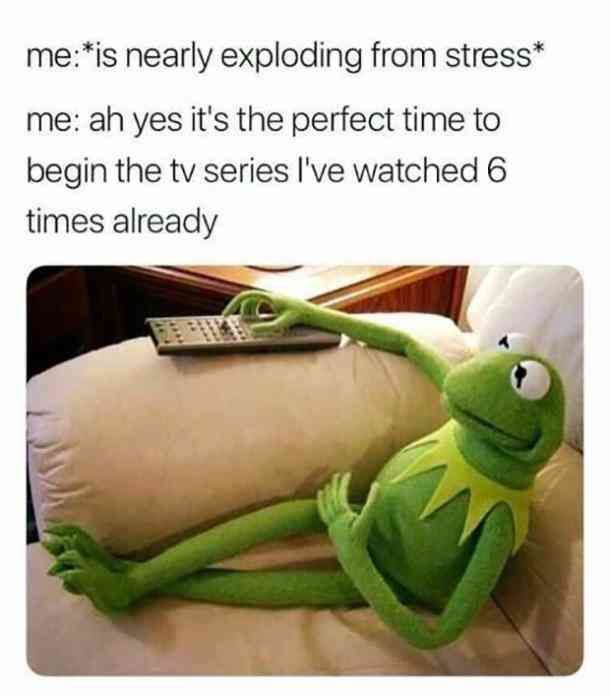 me:*is nearly exploding from stress*
me: ah yes it's the perfect time to
begin the tv series I've watched 6
times already